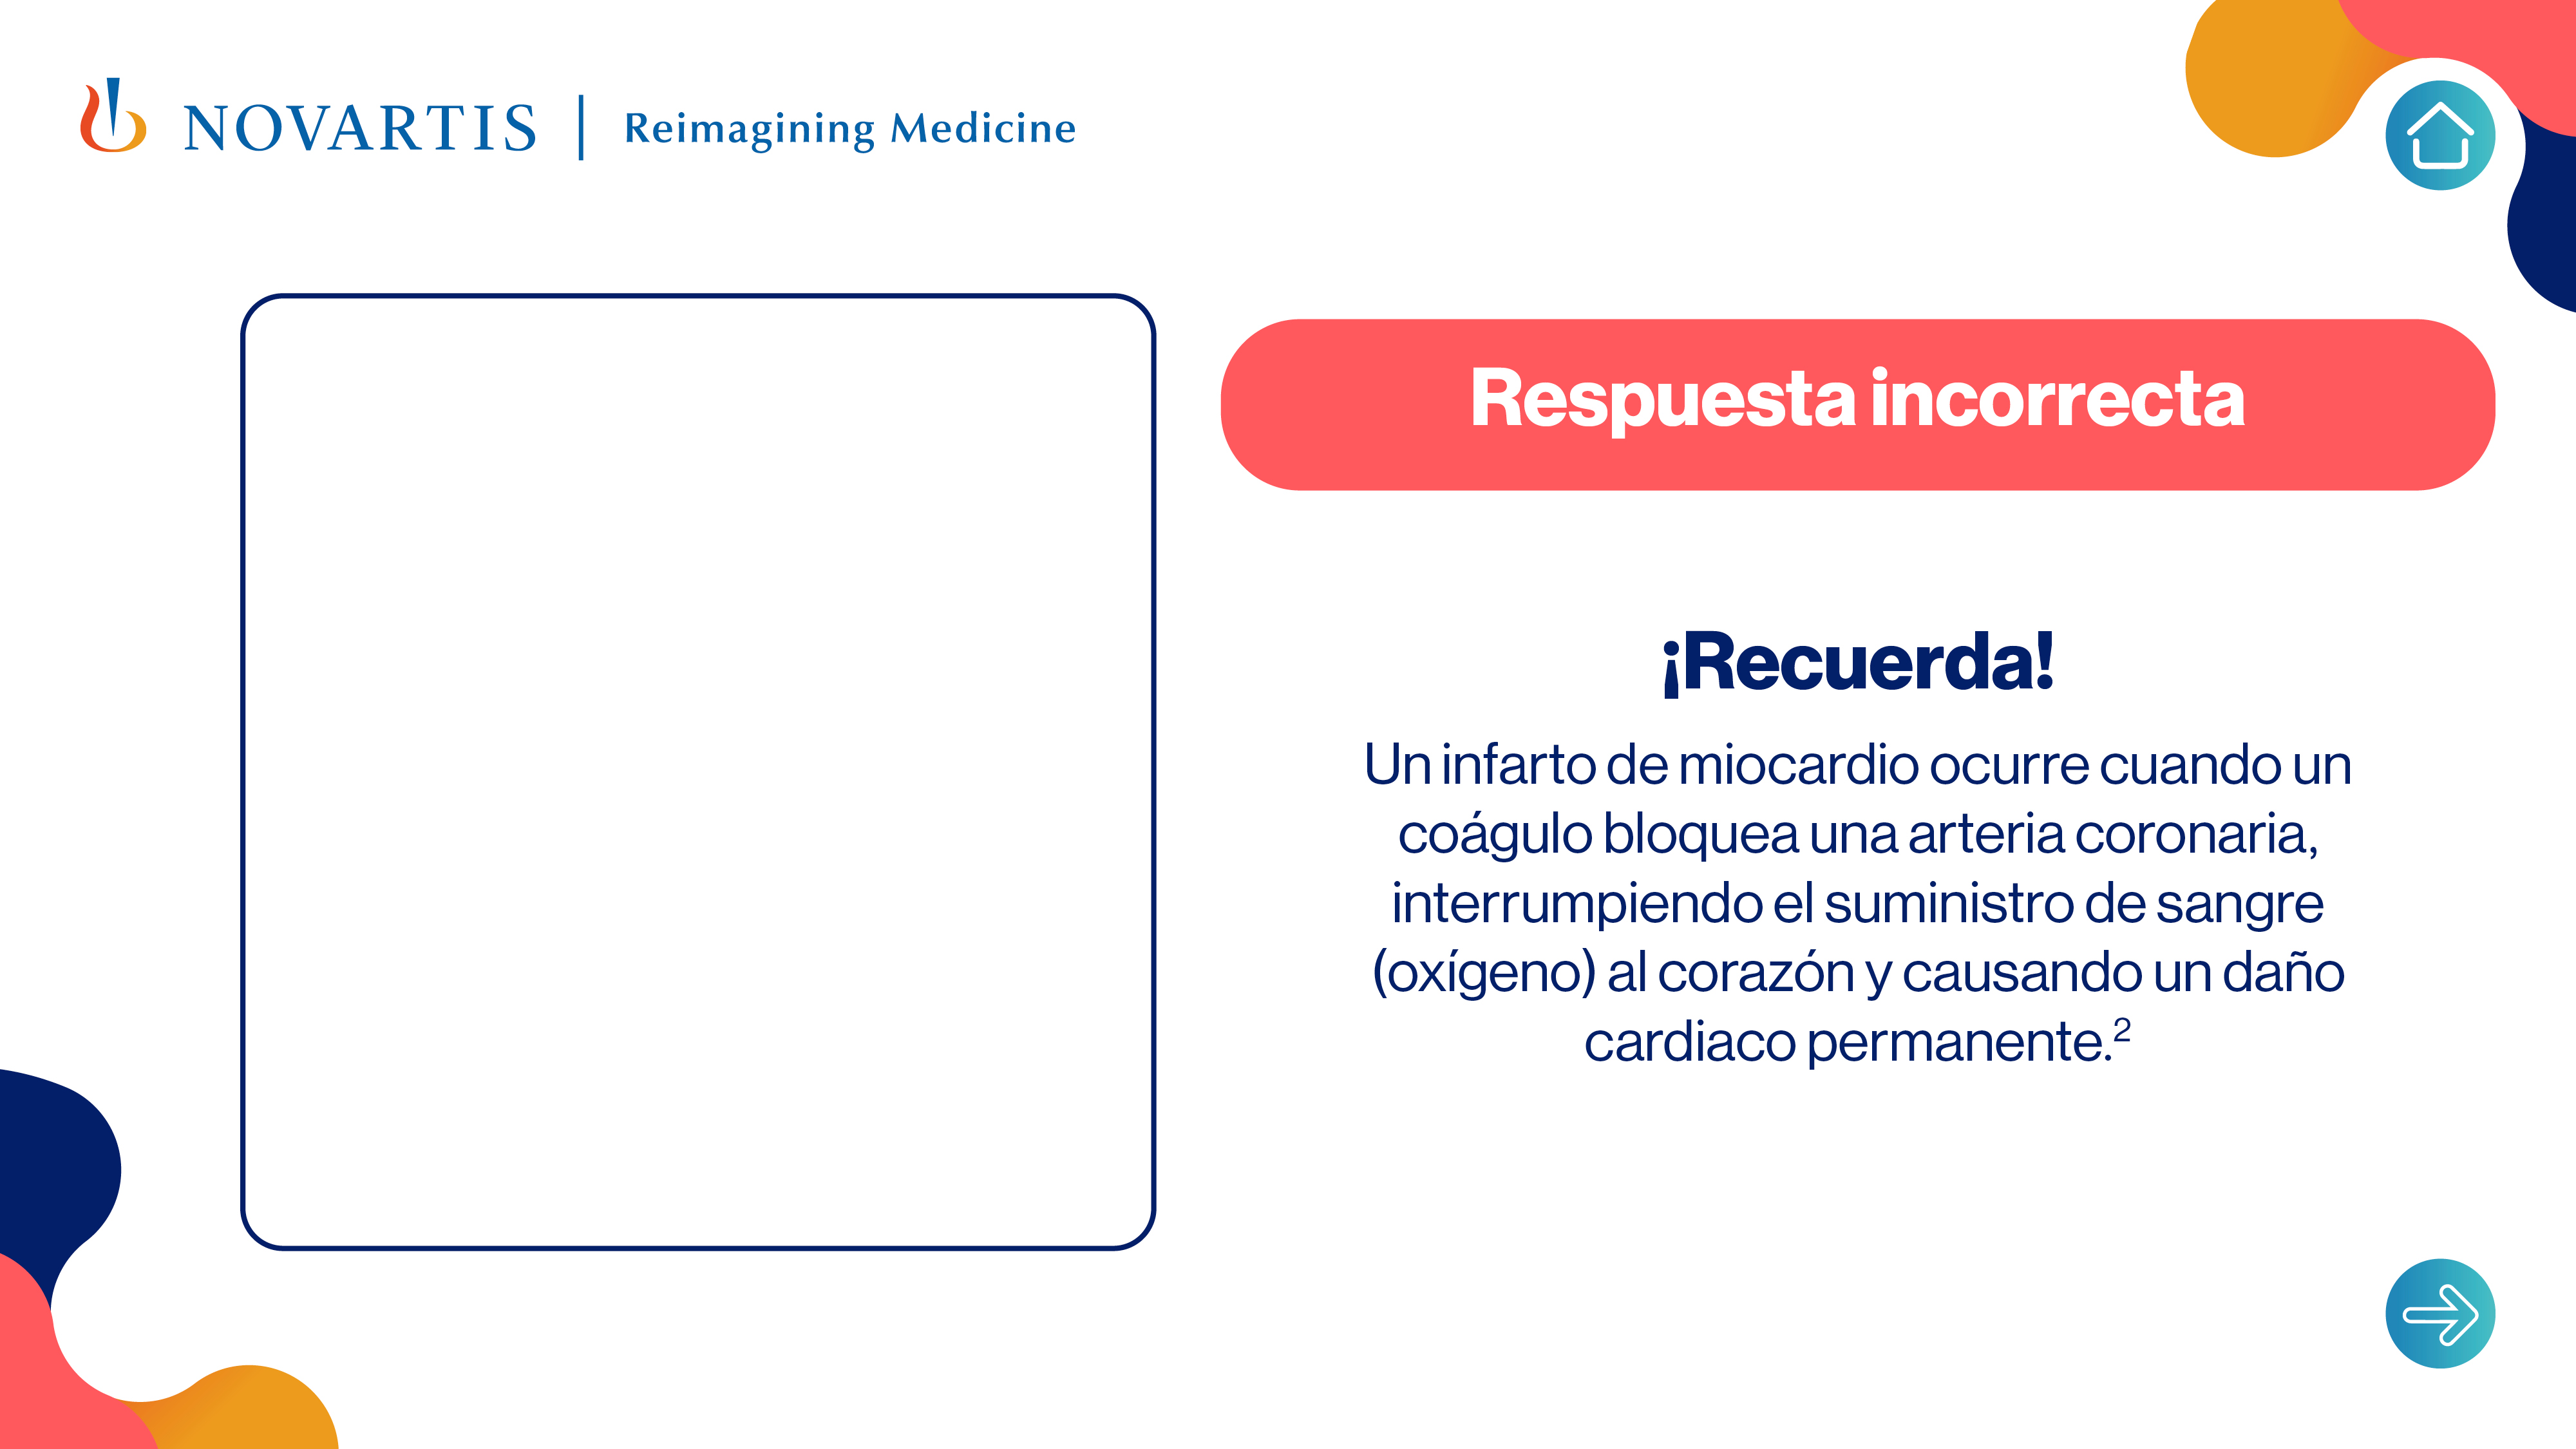 NOVARTIS | Reimagining Medicine
Respuesta incorrecta
¡Recuerda!
Un infarto de miocardio ocurre cuando un
coágulo bloquea una arteria coronaria,
interrumpiendo el suministro de sangre
(oxígeno) al corazón y causando un daño
cardiaco permanente.²